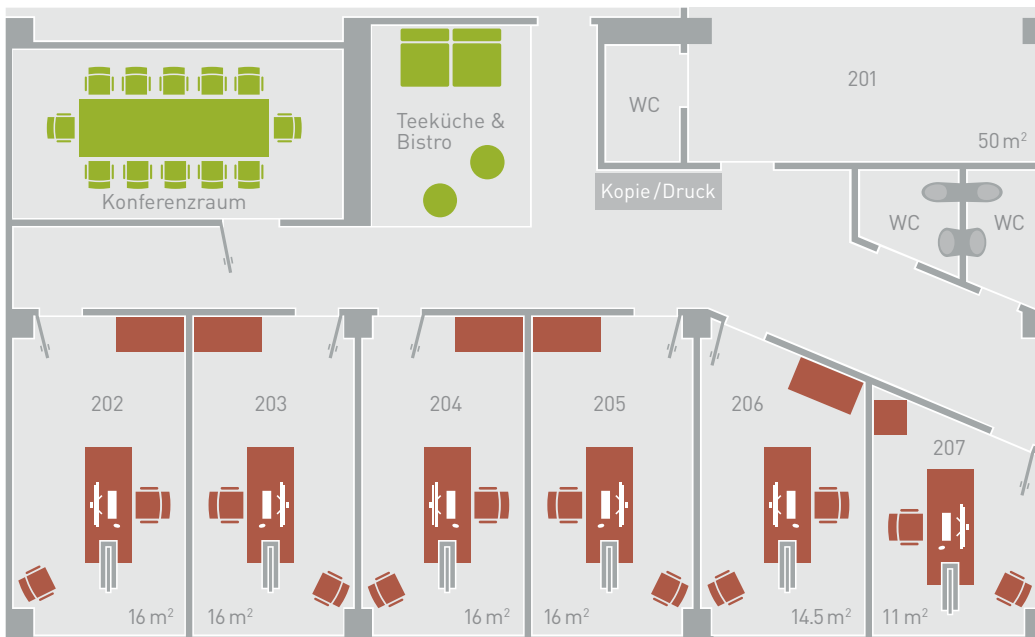 201
WC
50 m²
Teeküche &
Bistro
Kopie/Druck
Konferenzraum
WC
WC
202
203
204
205
206
207
16 m²
16 m²
16 m²
16 m²
14.5 m²
11 m²